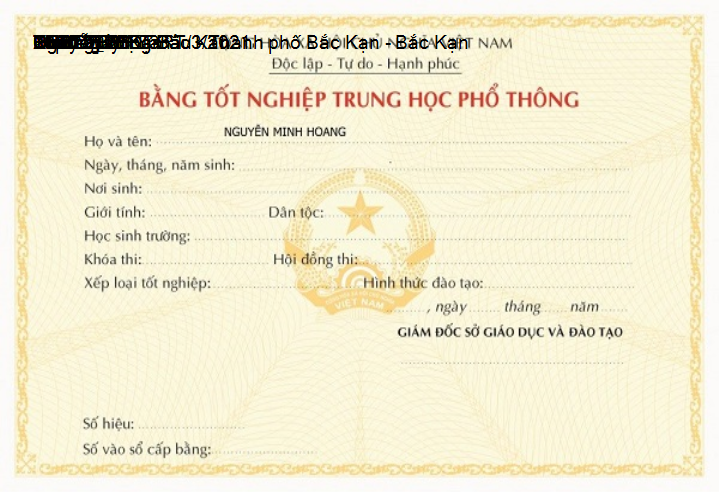 thành phố Bắc Kạn - Bắc Kạn NAM
Độc lập - Tự do - Hạnh phúc
BẰNG TỐT NGHIỆP TRUNG HỌC PHỔ THÔNG
Họ và tên: NGUYỄN MINH HOANG
Ngày, tháng, năm sinh:
Nơi sinh:
Giới tính: Dân tộc:
Học sinh trường:
Khóa thi: Hội đồng thi:
Xếp loại tốt nghiệp: Hình thức đào tạo:
, ngày tháng năm
GIÁM ĐỐC SỞ GIÁO DỤC VÀ ĐÀO TẠO
VIỆT NAM
Số hiệu:
Số vào sổ cấp bằng: